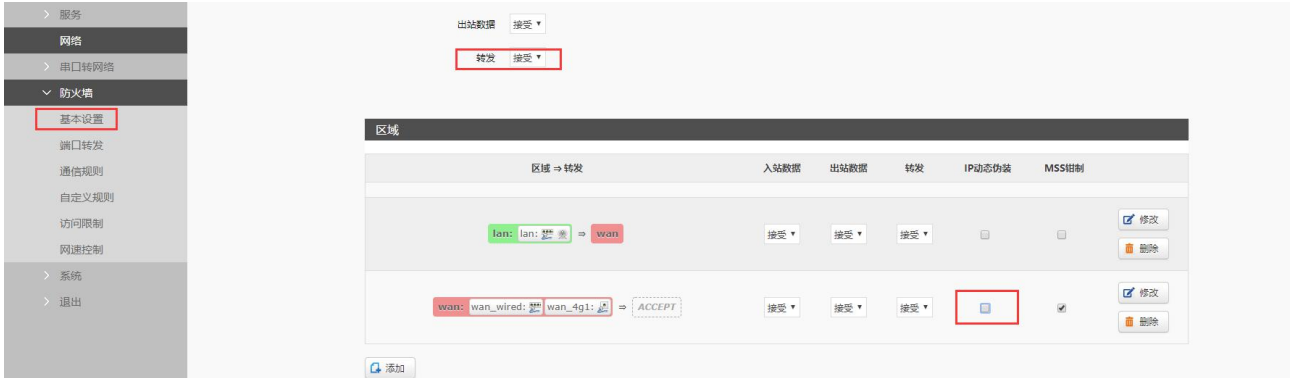 服务
网络
串口转网络
防火墙
基本设置
端口转发
通信规则
自定义规则
访问限制
网速控制
系统
退出
出站数据 接受
转发 接受
区域
区域 ⇒ 转发 入站数据 出站数据 转发 IP动态伪装 MSS钳制
lan: lan: ⇒ wan 接受 接受 接受 修改
删除
wan: wan_wired: wan_4g1: ⇒ ACCEPT 接受 接受 接受 修改
删除
添加